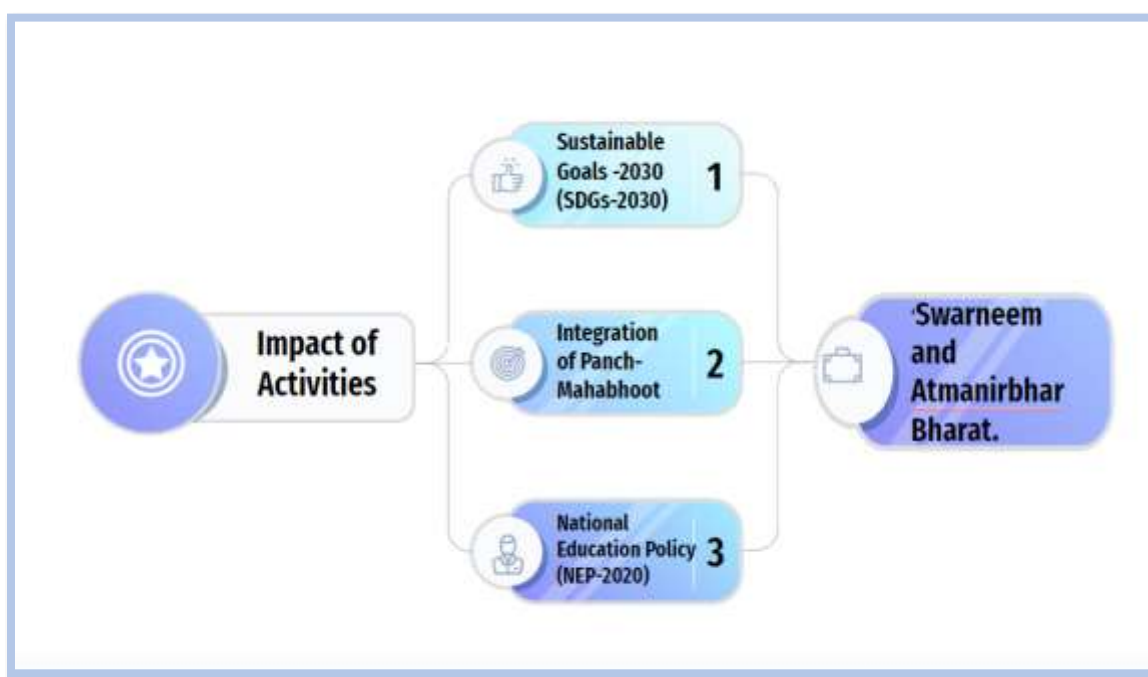 Impact of
Activities
Sustainable
Goals -2030
(SDGs-2030)
1
Integration
of Panch-
Mahabhoot
2
National
Education Policy
(NEP-2020)
3
'Swarneem
and
Atmanirbhar
Bharat.